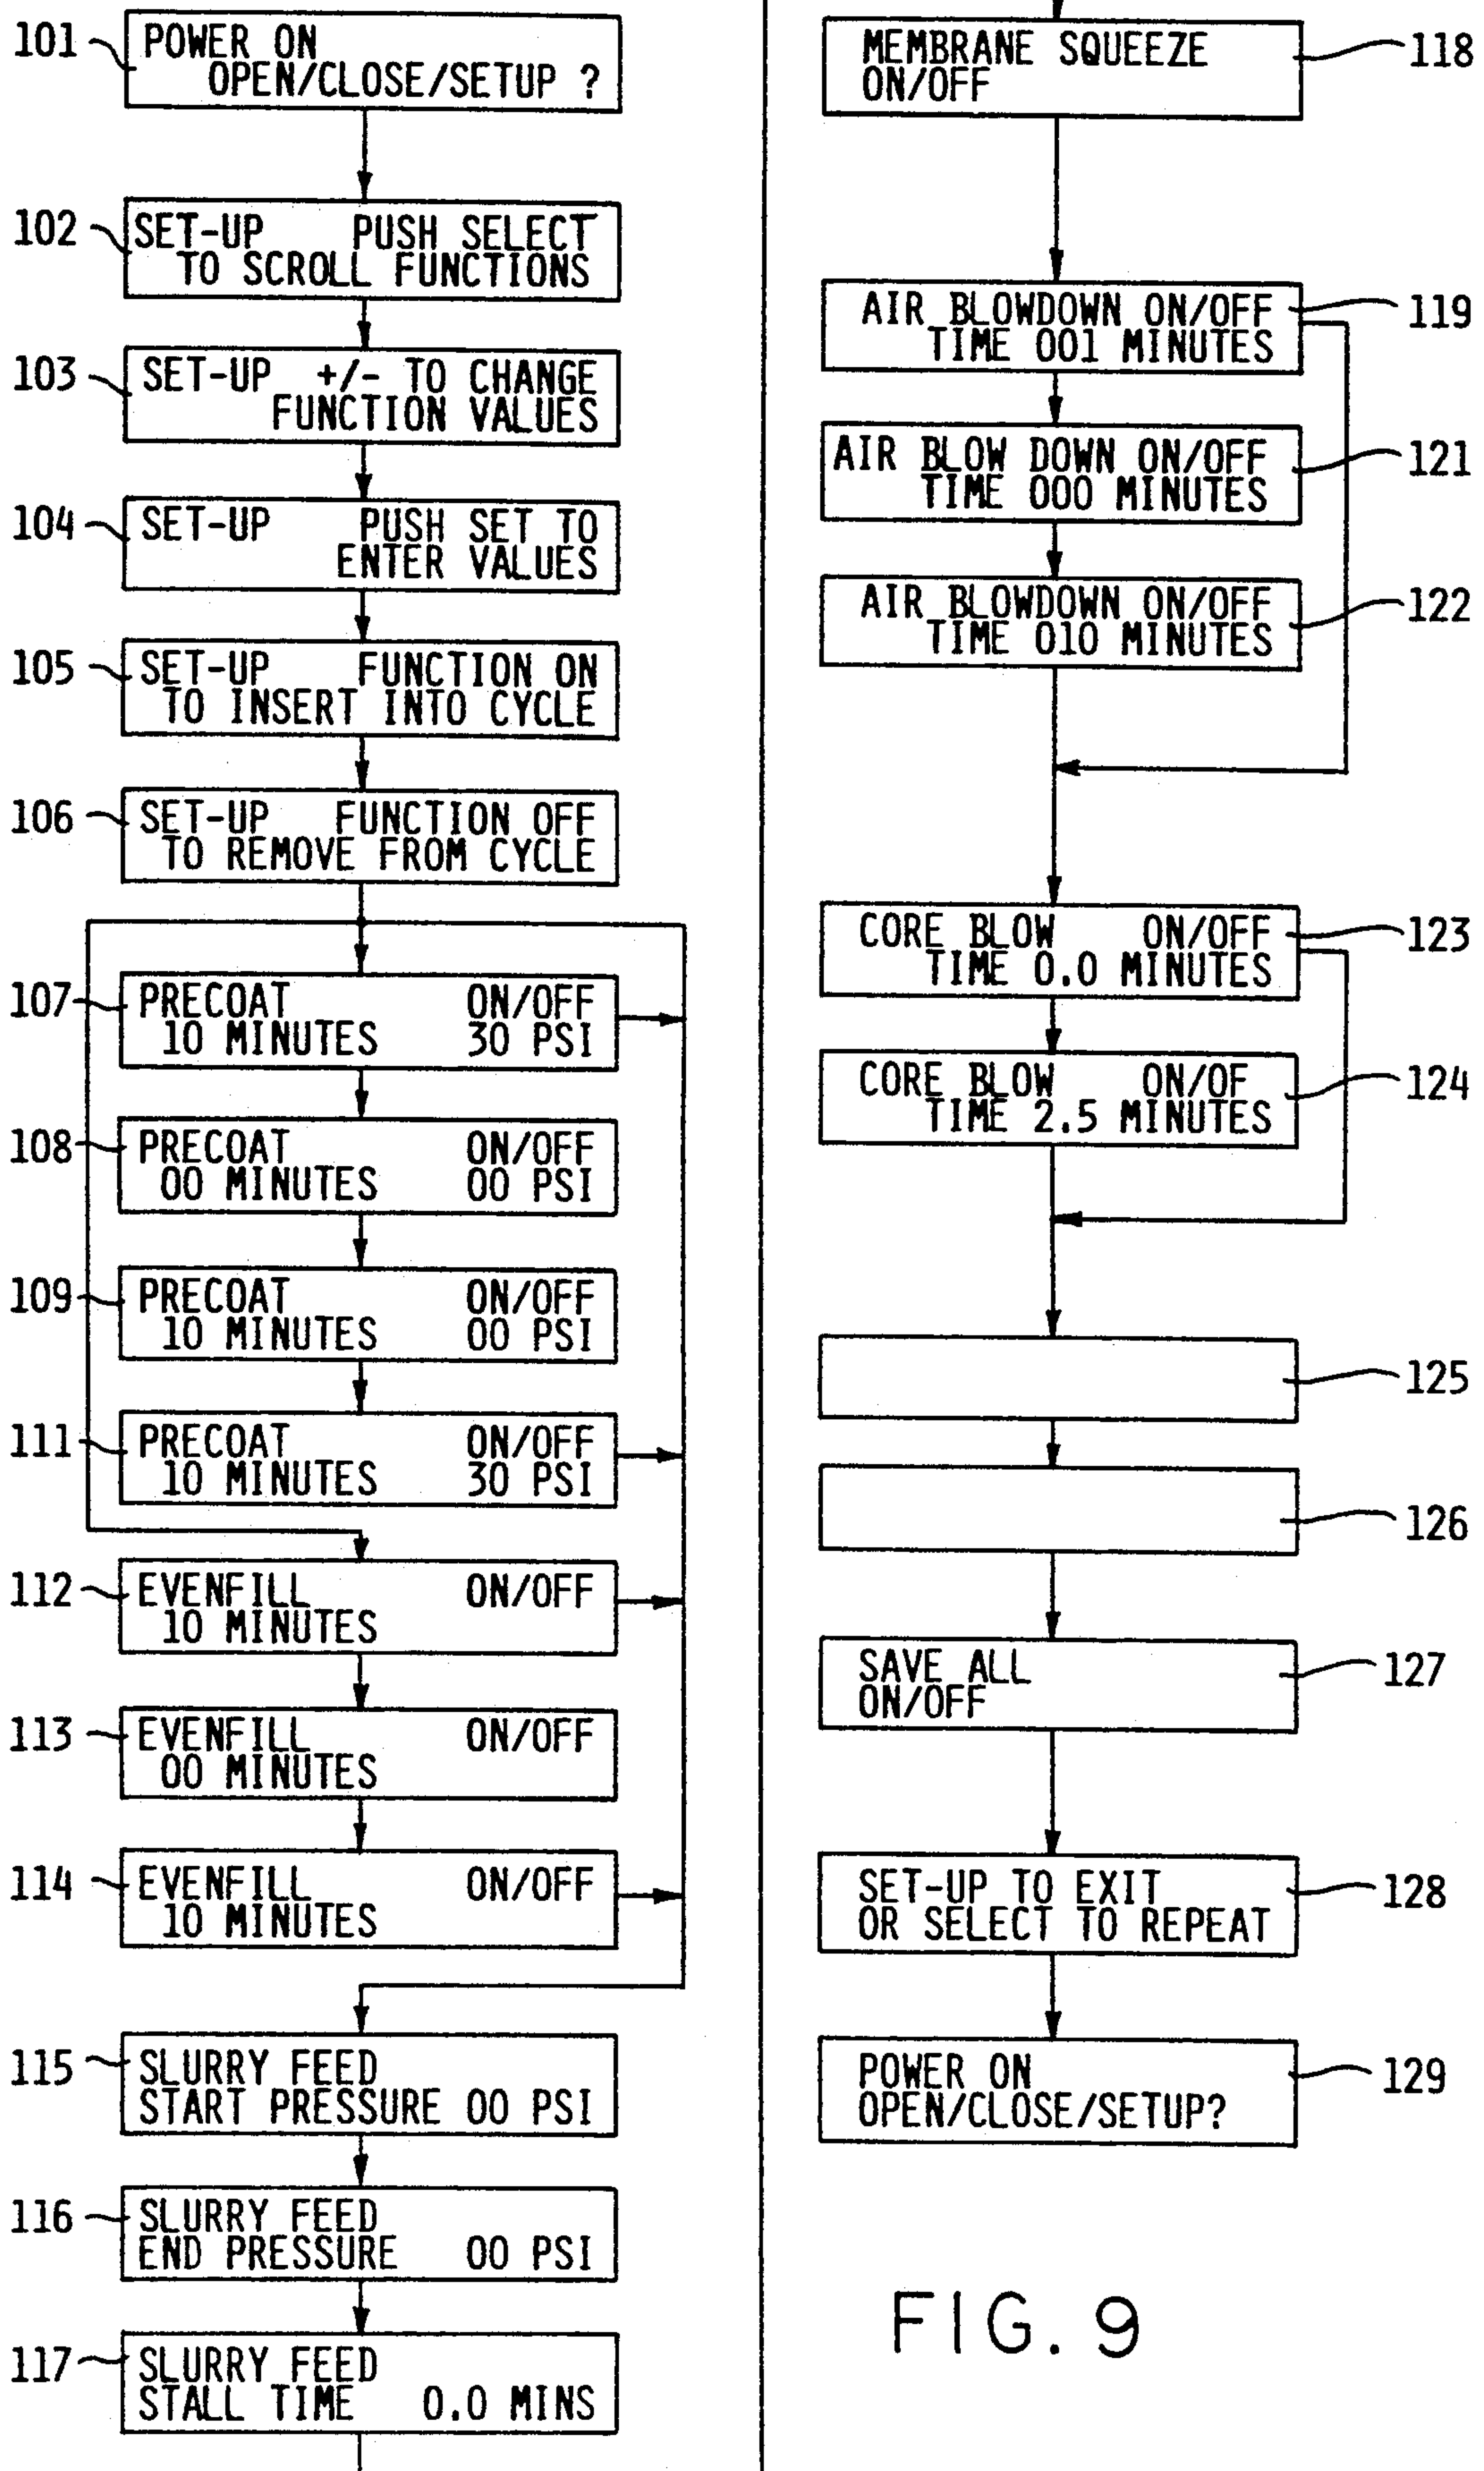 101
POWER ON
OPEN/CLOSE/SETUP ?
102
SET-UP PUSH SELECT
TO SCROLL FUNCTIONS
103
SET-UP +/- TO CHANGE
FUNCTION VALUES
104
SET-UP PUSH SET TO
ENTER VALUES
105
SET-UP FUNCTION ON
TO INSERT INTO CYCLE
106
SET-UP FUNCTION OFF
TO REMOVE FROM CYCLE
107
PRECOAT ON/OFF
10 MINUTES 30 PSI
108
PRECOAT ON/OFF
00 MINUTES 00 PSI
109
PRECOAT ON/OFF
10 MINUTES 00 PSI
111
PRECOAT ON/OFF
10 MINUTES 30 PSI
112
EVENFILL ON/OFF
10 MINUTES
113
EVENFILL ON/OFF
00 MINUTES
114
EVENFILL ON/OFF
10 MINUTES
115
SLURRY FEED
START PRESSURE 00 PSI
116
SLURRY FEED
END PRESSURE 00 PSI
117
SLURRY FEED
STALL TIME 0.0 MINS
MEMBRANE SQUEEZE
ON/OFF
118
AIR BLOWDOWN ON/OFF
TIME 001 MINUTES
119
AIR BLOW DOWN ON/OFF
TIME 000 MINUTES
121
AIR BLOWDOWN ON/OFF
TIME 010 MINUTES
122
CORE BLOW ON/OFF
TIME 0.0 MINUTES
123
CORE BLOW ON/OF
TIME 2.5 MINUTES
124
125
126
SAVE ALL
ON/OFF
127
SET-UP TO EXIT
OR SELECT TO REPEAT
128
POWER ON
OPEN/CLOSE/SETUP?
129
FIG. 9